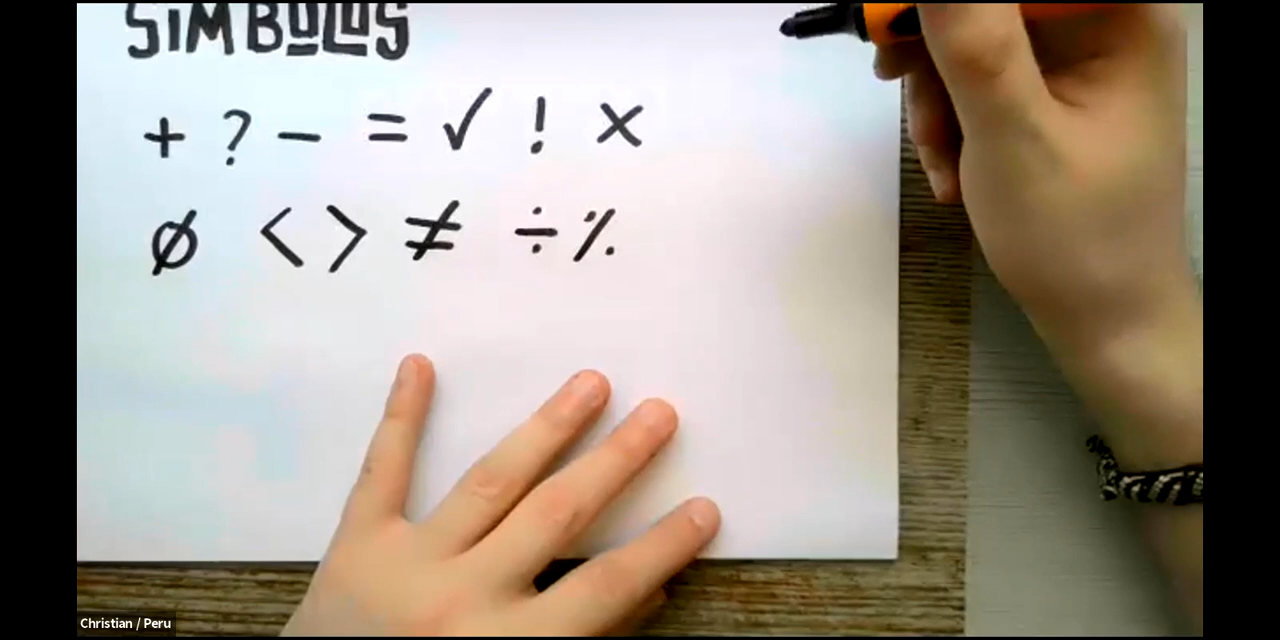 SIMBOLOS
+ ? − = ✓ ! ×
Ø < > ≠ ÷ %
Christian / Peru